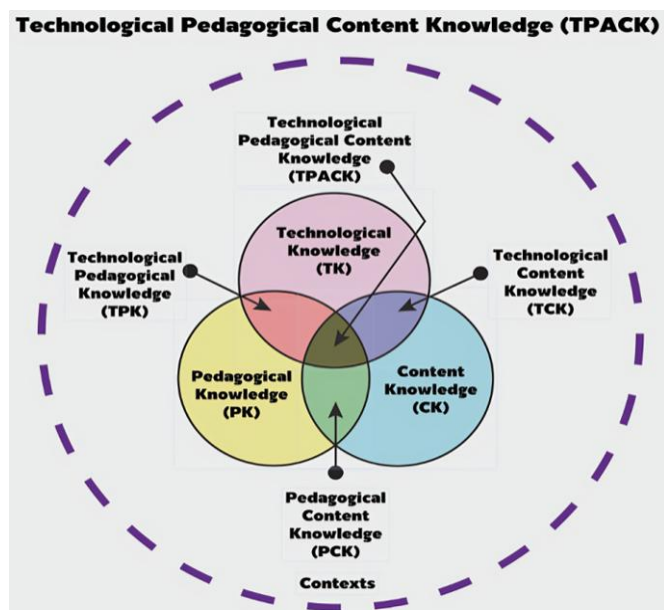 Technological Pedagogical Content Knowledge (TPACK)
Technological
Pedagogical Content
Knowledge
(TPACK)
Technological
Knowledge
(TK)
Technological
Pedagogical
Knowledge
(TPK)
Technological
Content
Knowledge
(TCK)
Pedagogical
Knowledge
(PK)
Content
Knowledge
(CK)
Pedagogical
Content
Knowledge
(PCK)
Contexts